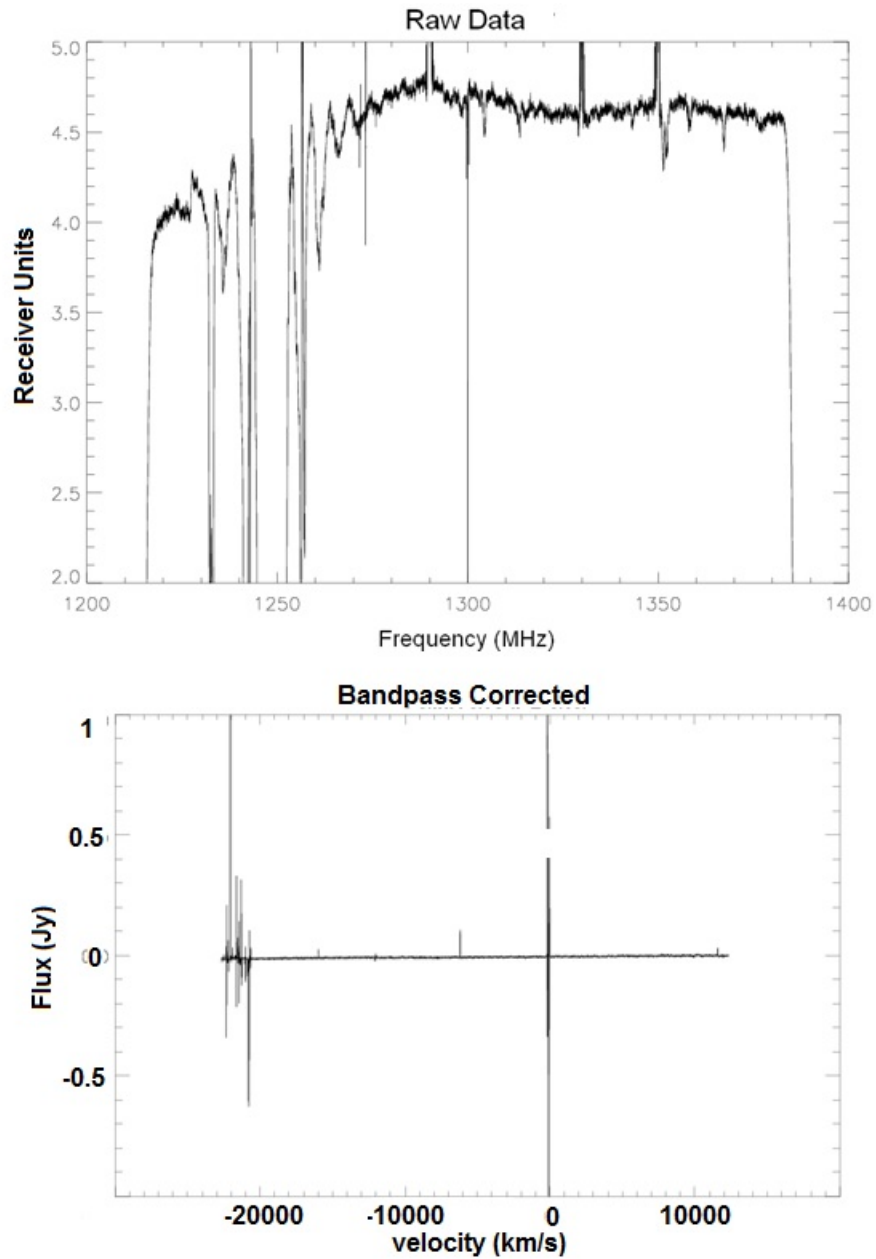 Raw Data
5.0
4.5
4.0
3.5
3.0
2.5
2.0
Receiver Units
1200 1250 1300 1350 1400
Frequency (MHz)
Bandpass Corrected
1
0.5
0
-0.5
Flux (Jy)
-20000 -10000 0 10000
velocity (km/s)